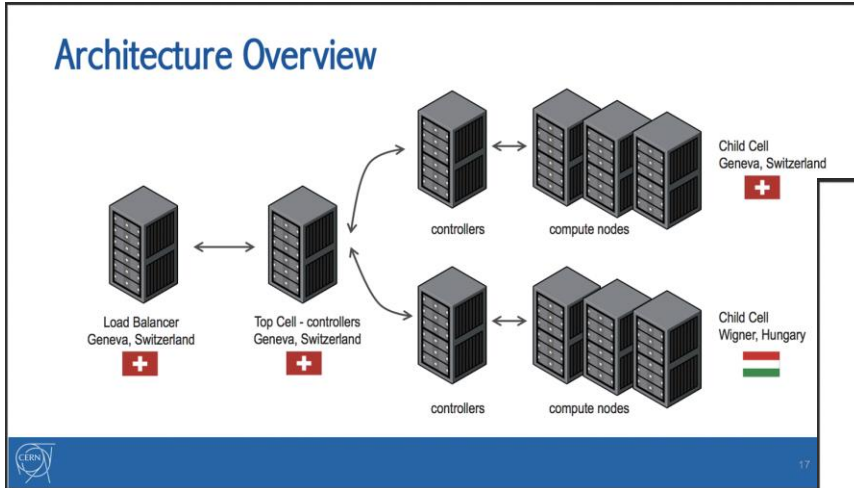 Architecture Overview
Child Cell
Geneva, Switzerland
controllers
compute nodes
Load Balancer
Geneva, Switzerland
Top Cell - controllers
Geneva, Switzerland
Child Cell
Wigner, Hungary
controllers
compute nodes
CERN
17